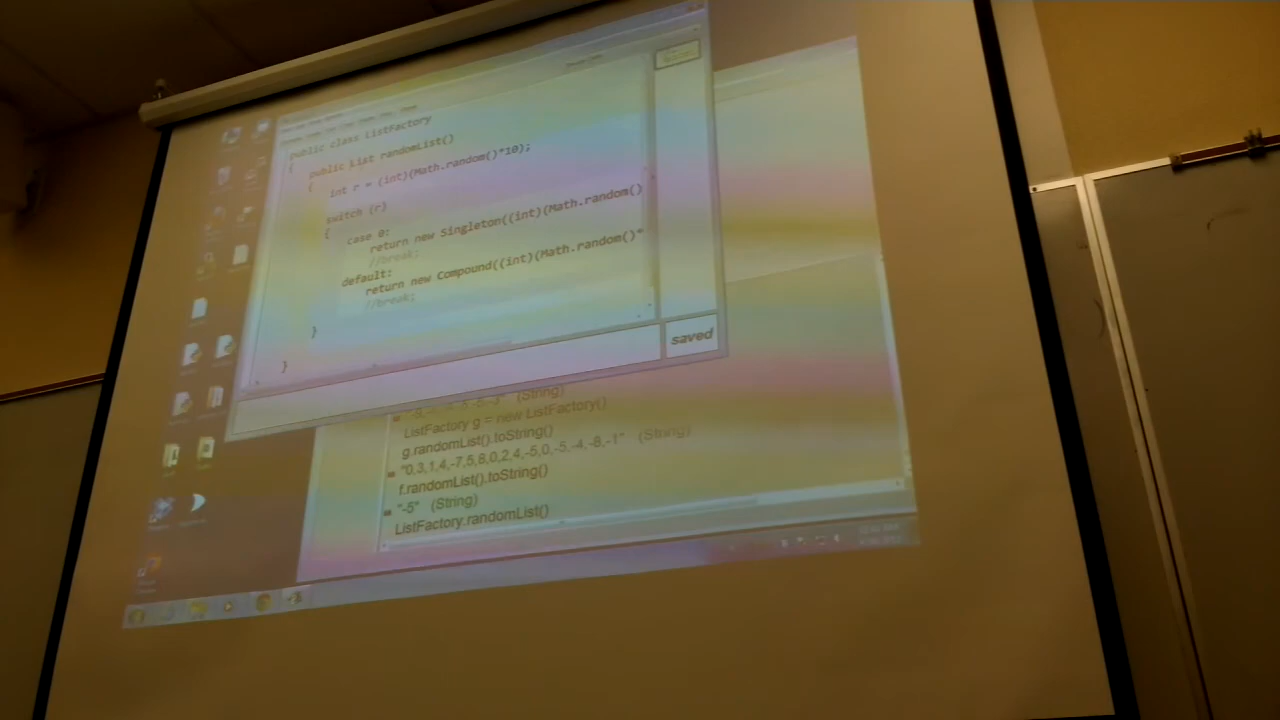 public class ListFactory
{
public List randomList()
{
int r = (int)(Math.random()*10);
switch (r)
{
case 0:
return new Singleton((int)(Math.random()
//break;
default:
return new Compound((int)(Math.random()*
//break;
}
}
saved
(String)
ListFactory g = new ListFactory()
g.randomList().toString()
"0,3,1,4,-7,5,8,0,2,4,-5,0,-5,-4,-8,-1" (String)
f.randomList().toString()
"-5" (String)
ListFactory.randomList()